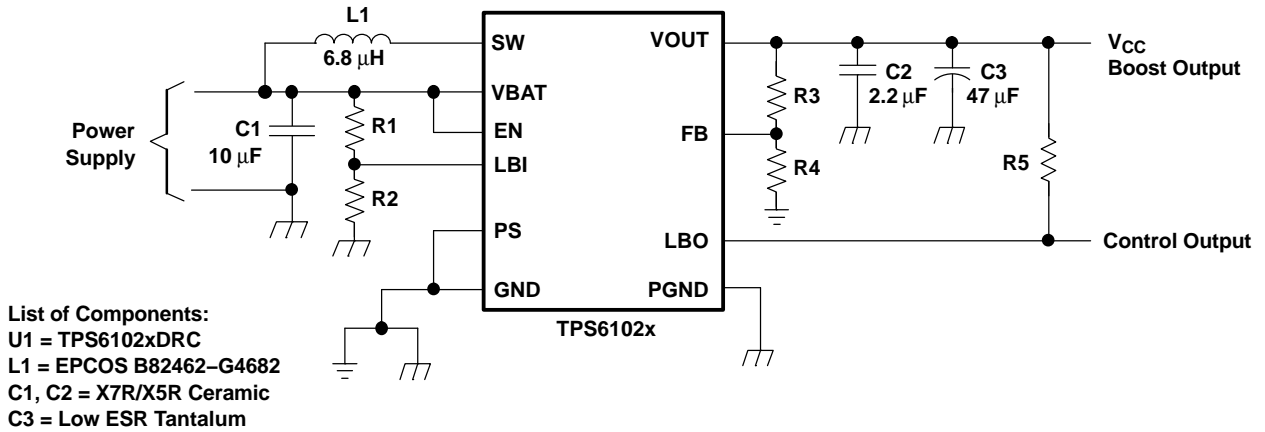 L1
6.8 μH
SW
VOUT
VCC
Boost Output
VBAT
C1
10 μF
R1
EN
R3
C2
2.2 μF
C3
47 μF
Power
Supply
FB
LBI
R2
R4
R5
PS
LBO
Control Output
GND
PGND
TPS6102x
List of Components:
U1 = TPS6102xDRC
L1 = EPCOS B82462–G4682
C1, C2 = X7R/X5R Ceramic
C3 = Low ESR Tantalum